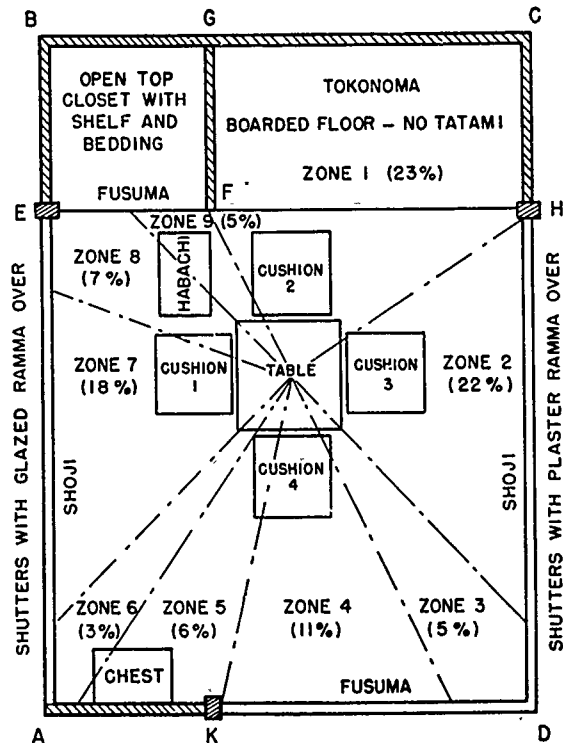 B
G
C
OPEN TOP
CLOSET WITH
SHELF AND
BEDDING
TOKONOMA
BOARDED FLOOR – NO TATAMI
ZONE 1 (23%)
FUSUMA
F
E
H
ZONE 9 (5%)
ZONE 8
(7%)
HABACHI
CUSHION
2
SHUTTERS WITH GLAZED RAMMA OVER
ZONE 7
(18%)
CUSHION
1
TABLE
CUSHION
3
ZONE 2
(22%)
SHUTTERS WITH PLASTER RAMMA OVER
CUSHION
4
SHOJI
SHOJI
ZONE 6
(3%)
ZONE 5
(6%)
ZONE 4
(11%)
ZONE 3
(5%)
CHEST
FUSUMA
A
K
D